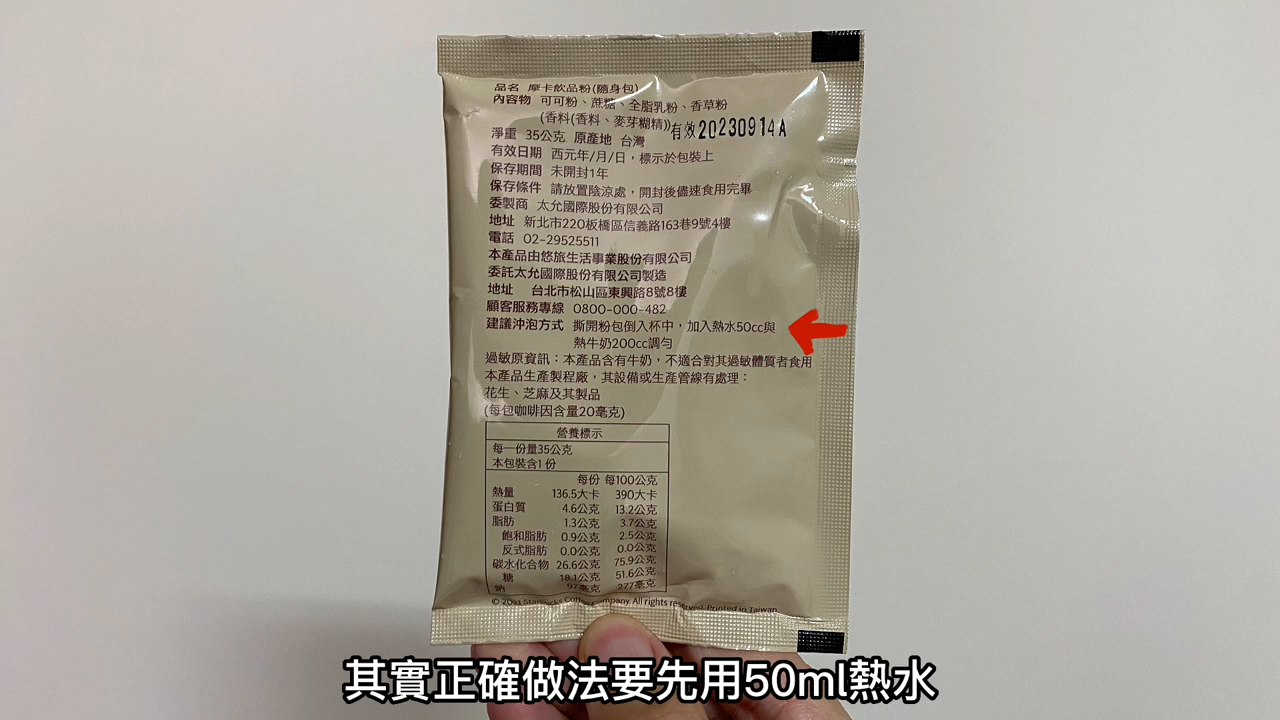 品名 摩卡飲品粉(隨身包)
內容物 可可粉、蔗糖、全脂乳粉、香草粉
(香料(香料、麥芽糊精))
有效20230914A
淨重 35公克 原產地 台灣
有效日期 西元年/月/日，標示於包裝上
保存期間 未開封1年
保存條件 請放置陰涼處，開封後儘速食用完畢
委製商 太允國際股份有限公司
地址 新北市220板橋區信義路163巷9號4樓
電話 02-29525511
本產品由悠旅生活事業股份有限公司
委託太允國際股份有限公司製造
地址 台北市松山區東興路8號8樓
顧客服務專線 0800-000-482
建議沖泡方式 撕開粉包倒入杯中，加入熱水50cc與
熱牛奶200cc調勻
過敏原資訊：本產品含有牛奶，不適合對其過敏體質者食用
本產品生產製程廠，其設備或生產管線有處理：
花生、芝麻及其製品
(每包咖啡因含量20毫克)
營養標示
每一份量35公克
本包裝含1份
每份 每100公克
熱量 136.5大卡 390大卡
蛋白質 4.6公克 13.2公克
脂肪 1.3公克 3.7公克
飽和脂肪 0.9公克 2.5公克
反式脂肪 0.0公克 0.0公克
碳水化合物 26.6公克 75.9公克
糖 18.1公克 51.6公克
鈉 97毫克 277毫克
© 2021 Starbucks Coffee Company. All rights reserved. Printed in Taiwan
其實正確做法要先用50ml熱水